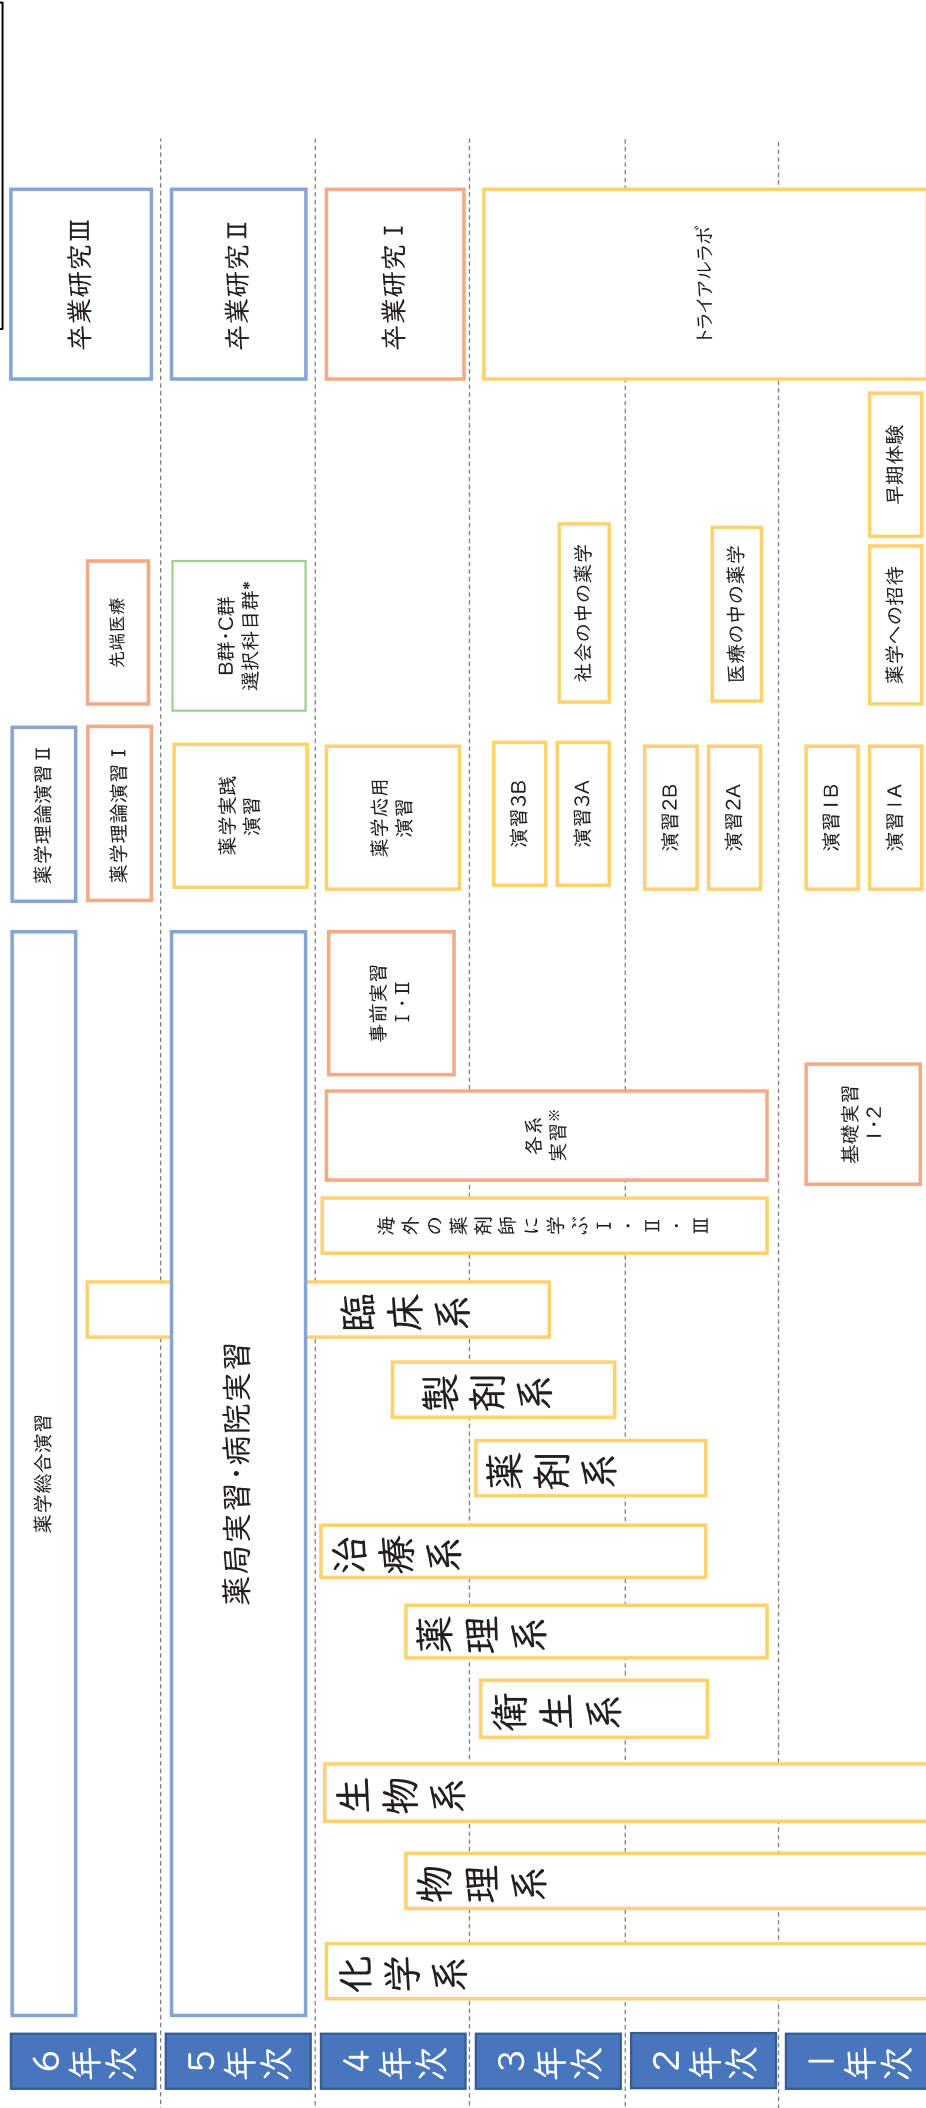 6
年
次
薬学総合演習
薬学理論演習Ⅱ
薬学理論演習Ⅰ
先端医療
卒業研究Ⅲ
5
年
次
薬局実習・病院実習
薬学実践
演習
B群・C群
選択科目群*
卒業研究Ⅱ
4
年
次
事前実習
Ⅰ・Ⅱ
薬学応用
演習
卒業研究Ⅰ
3
年
次
演習3B
演習3A
社会の中の薬学
2
年
次
演習2B
演習2A
医療の中の薬学
1
年
次
基礎実習
1・2
演習1B
演習1A
薬学への招待
早期体験
トライアルラボ
各系
実習※
海外の薬剤師に学ぶⅠ・Ⅱ・Ⅲ
臨床系
製剤系
薬剤系
治療系
薬理系
衛生系
生物系
物理系
化学系